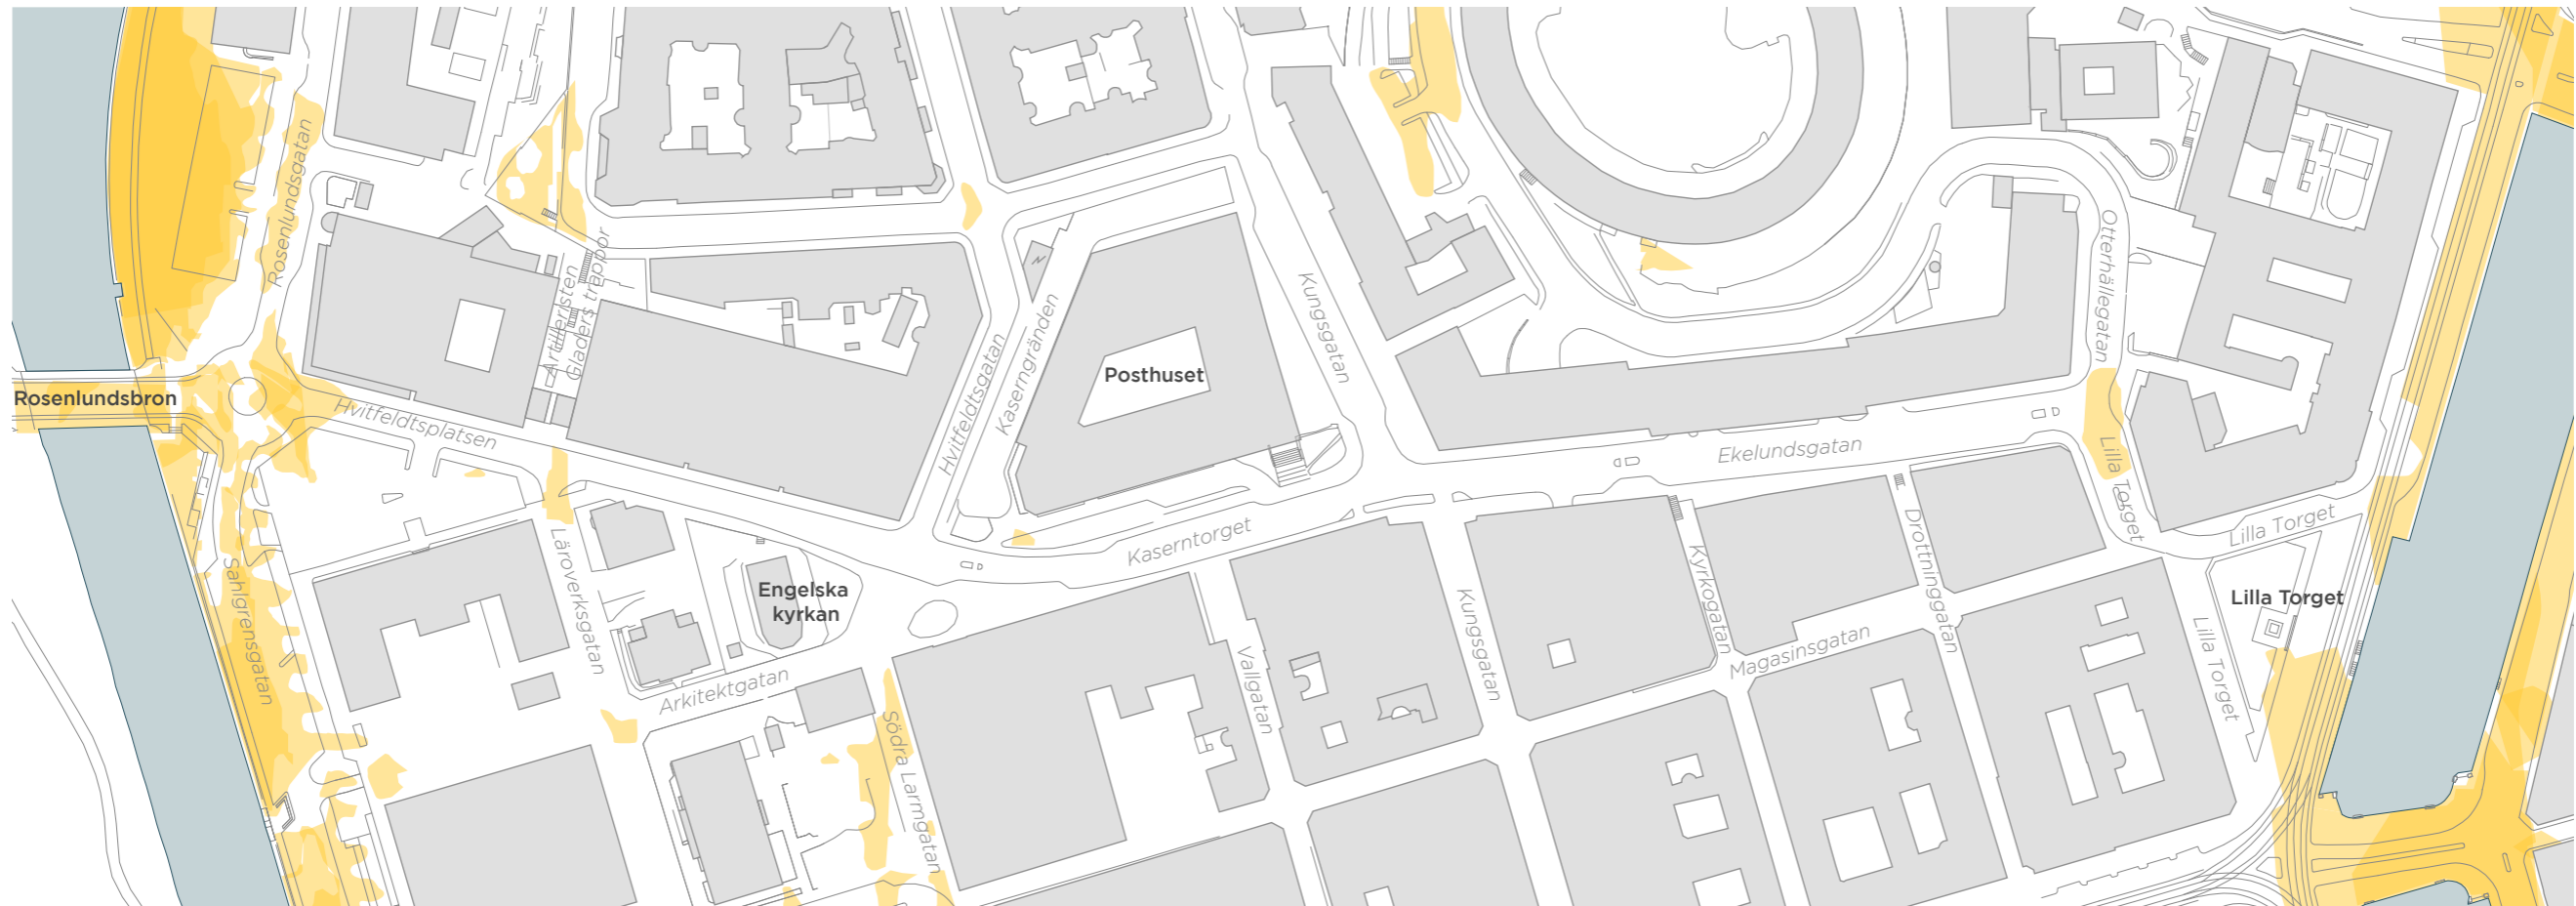 Rosenlundsgatan
Rosenlundsbron
Hvitfeldtsplatsen
Artilleristen
Gladers trappor
Sahlgrensgatan
Läroverksgatan
Engelska
kyrkan
Arkitektgatan
Södra Larmgatan
Hvitfeldtsgatan
Kaserngränden
Posthuset
Kungsgatan
Kaserntorget
Vallgatan
Kungsgatan
Ekelundsgatan
Kyrkogatan
Drottninggatan
Magasinsgatan
Otterhällegatan
Lilla Torget
Lilla Torget
Lilla Torget
Lilla Torget